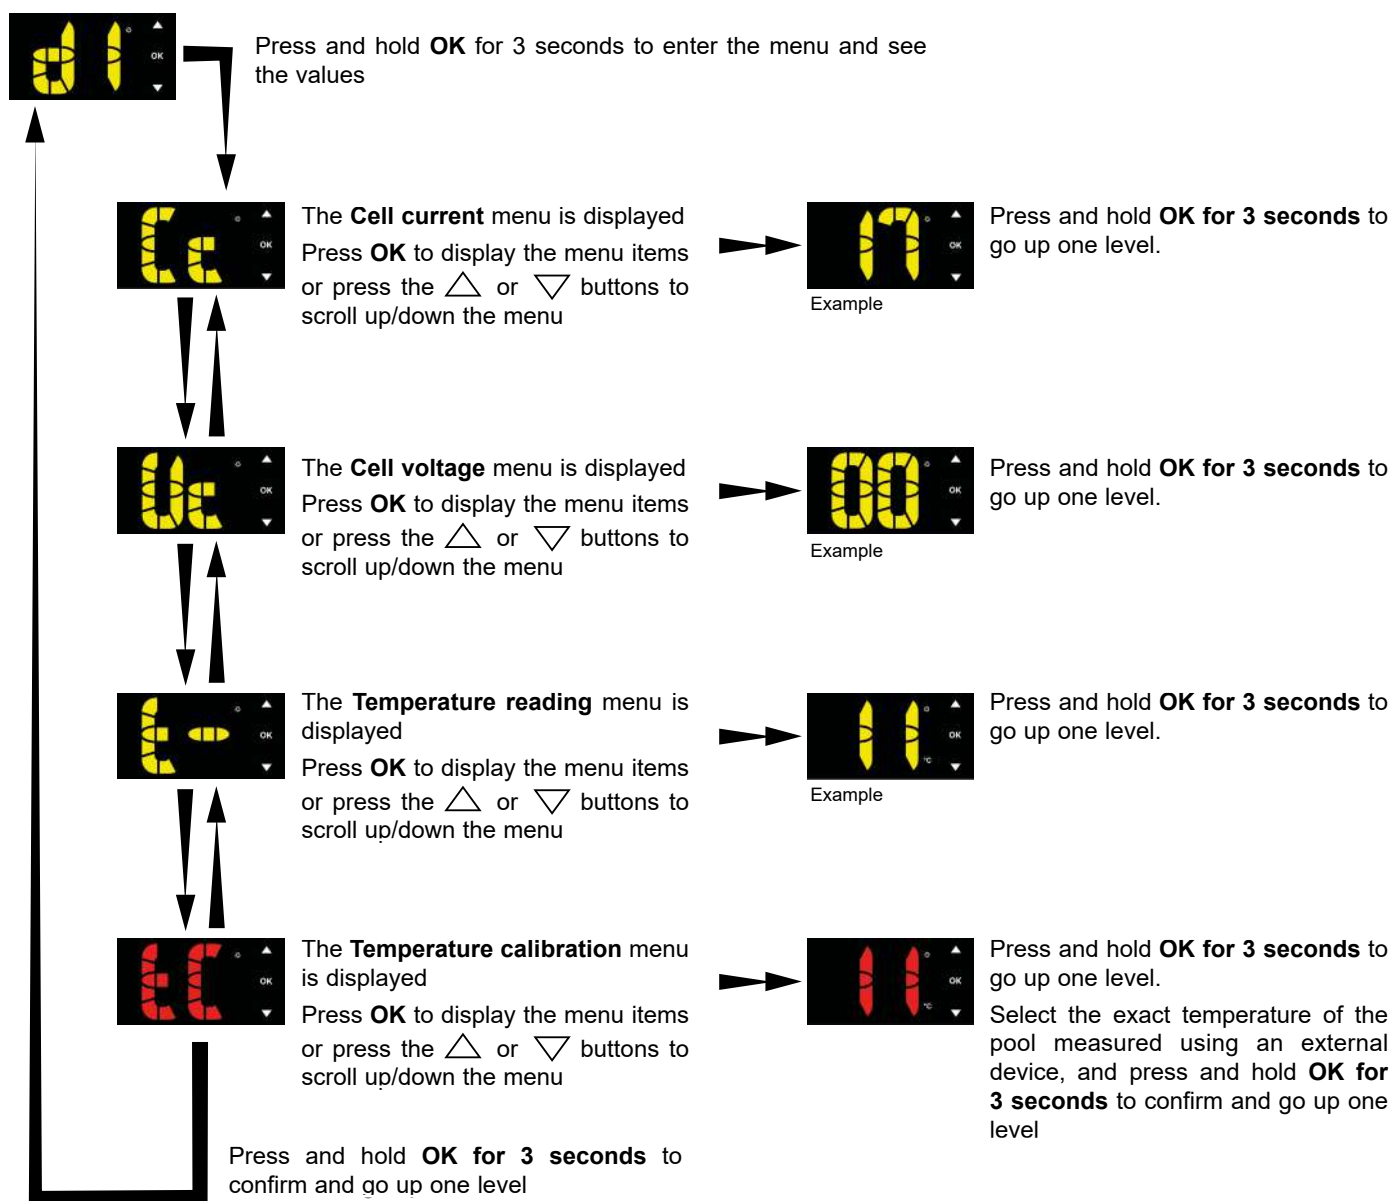 d1
OK
Press and hold OK for 3 seconds to enter the menu and see
the values
Cc
OK
The Cell current menu is displayed
Press OK to display the menu items
or press the △ or ▽ buttons to
scroll up/down the menu
17
OK
Example
Press and hold OK for 3 seconds to
go up one level.
Uc
OK
The Cell voltage menu is displayed
Press OK to display the menu items
or press the △ or ▽ buttons to
scroll up/down the menu
00
OK
Example
Press and hold OK for 3 seconds to
go up one level.
t-
OK
The Temperature reading menu is
displayed
Press OK to display the menu items
or press the △ or ▽ buttons to
scroll up/down the menu
11
OK
°C
Example
Press and hold OK for 3 seconds to
go up one level.
tC
OK
The Temperature calibration menu
is displayed
Press OK to display the menu items
or press the △ or ▽ buttons to
scroll up/down the menu
11
OK
°C
Press and hold OK for 3 seconds to
go up one level.
Select the exact temperature of the
pool measured using an external
device, and press and hold OK for
3 seconds to confirm and go up one
level
Press and hold OK for 3 seconds to
confirm and go up one level